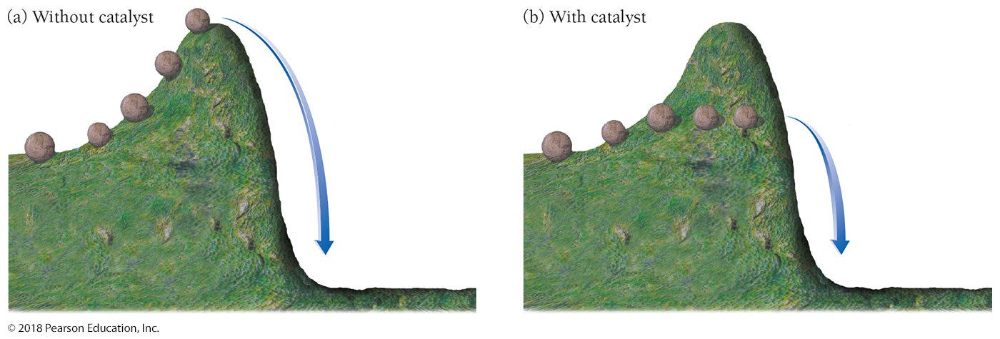 (a) Without catalyst
(b) With catalyst
© 2018 Pearson Education, Inc.